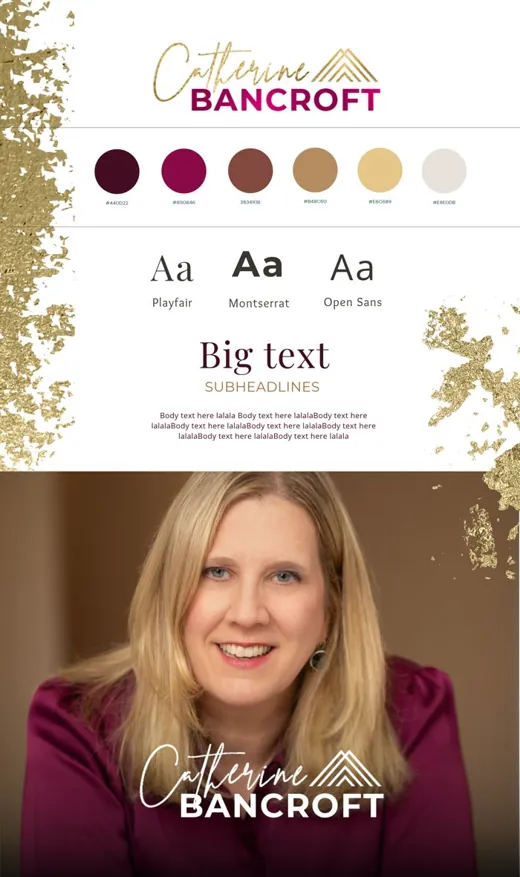 Catherine
BANCROFT
Aa Aa Aa
Playfair Montserrat Open Sans
Big text
SUBHEADLINES
Body text here lalala Body text here lalalaBody text here
lalalaBody text here lalalaBody text here lalalaBody text here
lalalaBody text here lalalaBody text here lalala
Catherine
BANCROFT